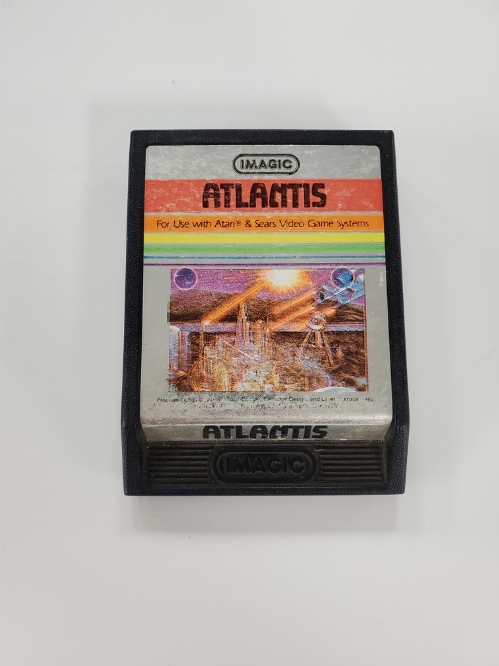 IMAGIC
ATLANTIS
For Use with Atari® & Sears Video Game Systems
ATLANTIS
IMAGIC